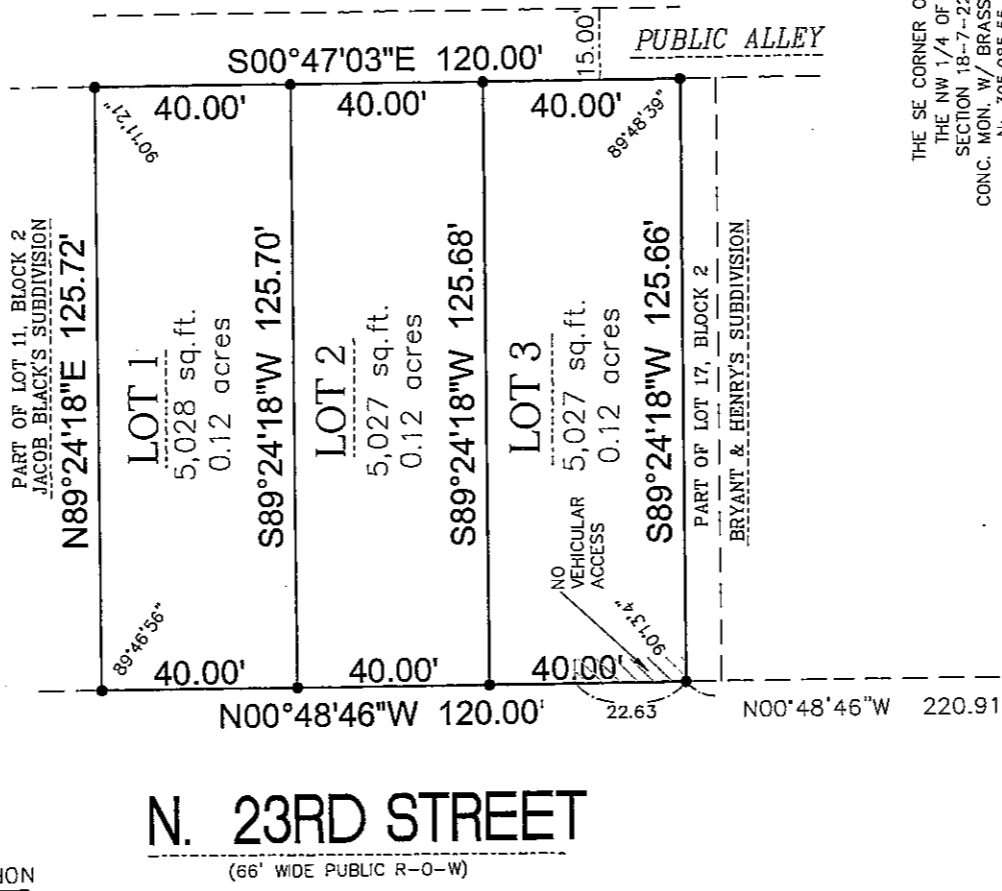 THE SE CORNER O
THE NW 1/4 OF
SECTION 18-7-22
CONC. MON. W/ BRASS
PUBLIC ALLEY
15.00'
S00°47'03"E 120.00'
40.00'
40.00'
40.00'
90°11'21"
89°48'39"
PART OF LOT 11, BLOCK 2
JACOB BLACK'S SUBDIVISION
N89°24'18"E 125.72'
LOT 1
5,028 sq.ft.
0.12 acres
S89°24'18"W 125.70'
LOT 2
5,027 sq.ft.
0.12 acres
S89°24'18"W 125.68'
LOT 3
5,027 sq.ft.
0.12 acres
S89°24'18"W 125.66'
PART OF LOT 17, BLOCK 2
BRYANT & HENRY'S SUBDIVISION
NO
VEHICULAR
ACCESS
89°46'56"
90°13'4"
40.00'
40.00'
40.00'
N00°48'46"W 120.00'
22.63
N00°48'46"W 220.91
N. 23RD STREET
(66' WIDE PUBLIC R-O-W)